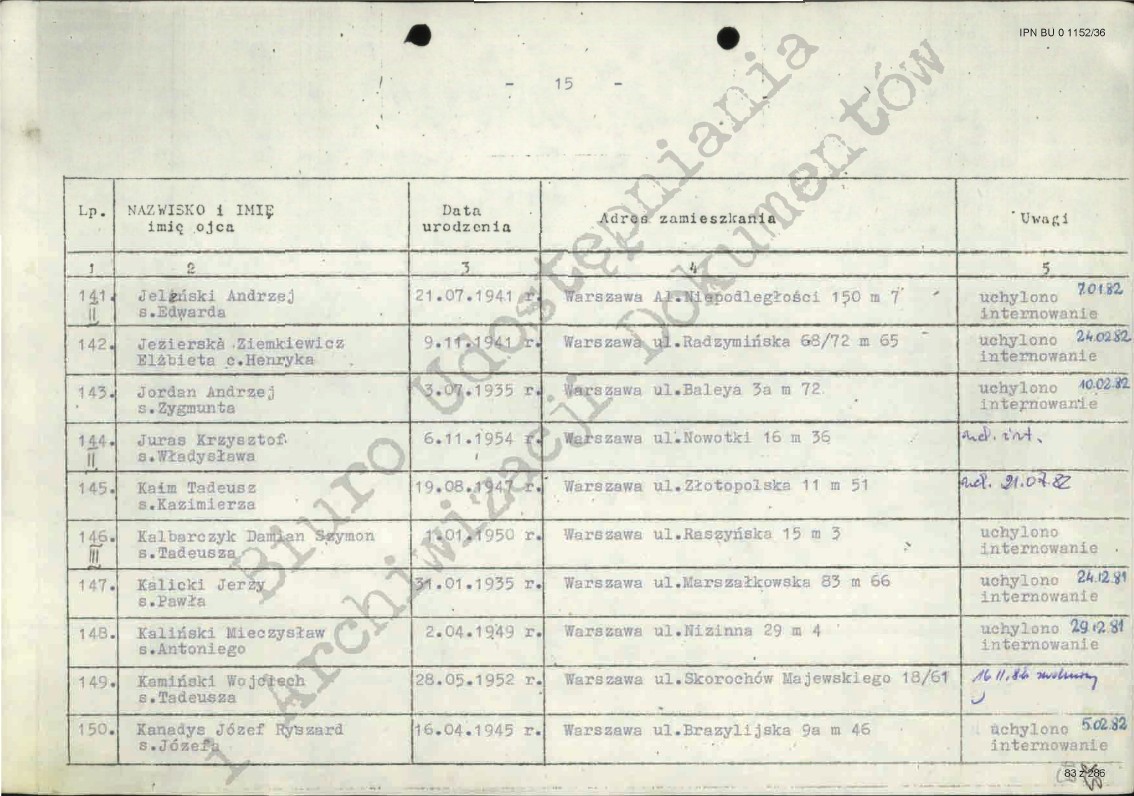 IPN BU 0 1152/36
- 15 -
Lp. NAZWISKO i IMIĘ imię ojca Data urodzenia Adres zamieszkania Uwagi
1 2 3 4 5
141. Jeleński Andrzej 21.07.1941 r. Warszawa Al.Niepodległości 150 m 7 uchylono 7.01.82
II s.Edwarda internowanie
142. Jezierska Ziemkiewicz 9.11.1941 r. Warszawa ul.Radzymińska 68/72 m 65 uchylono 24.02.82
Elżbieta c.Henryka internowanie
143. Jordan Andrzej 3.07.1935 r. Warszawa ul.Baleya 3a m 72 uchylono 10.02.82
s.Zygmunta internowanie
144. Juras Krzysztof 6.11.1954 r. Warszawa ul.Nowotki 16 m 36
II s.Władysława
145. Kaim Tadeusz 19.08.1947 r. Warszawa ul.Złotopolska 11 m 51 21.07.82
s.Kazimierza
146. Kalbarczyk Damian Szymon 1.01.1950 r. Warszawa ul.Raszyńska 15 m 3 uchylono
III s.Tadeusza internowanie
147. Kalicki Jerzy 31.01.1935 r. Warszawa ul.Marszałkowska 83 m 66 uchylono 24.12.81
s.Pawła internowanie
148. Kaliński Mieczysław 2.04.1949 r. Warszawa ul.Nizinna 29 m 4 uchylono 29.12.81
s.Antoniego internowanie
149. Kamiński Wojciech 28.05.1952 r. Warszawa ul.Skorochów Majewskiego 18/61
s.Tadeusza
150. Kanadys Józef Ryszard 16.04.1945 r. Warszawa ul.Brazylijska 9a m 46 uchylono 5.02.82
s.Józefa internowanie
Biuro Udostępniania
i Archiwizacji Dokumentów
83 z 286